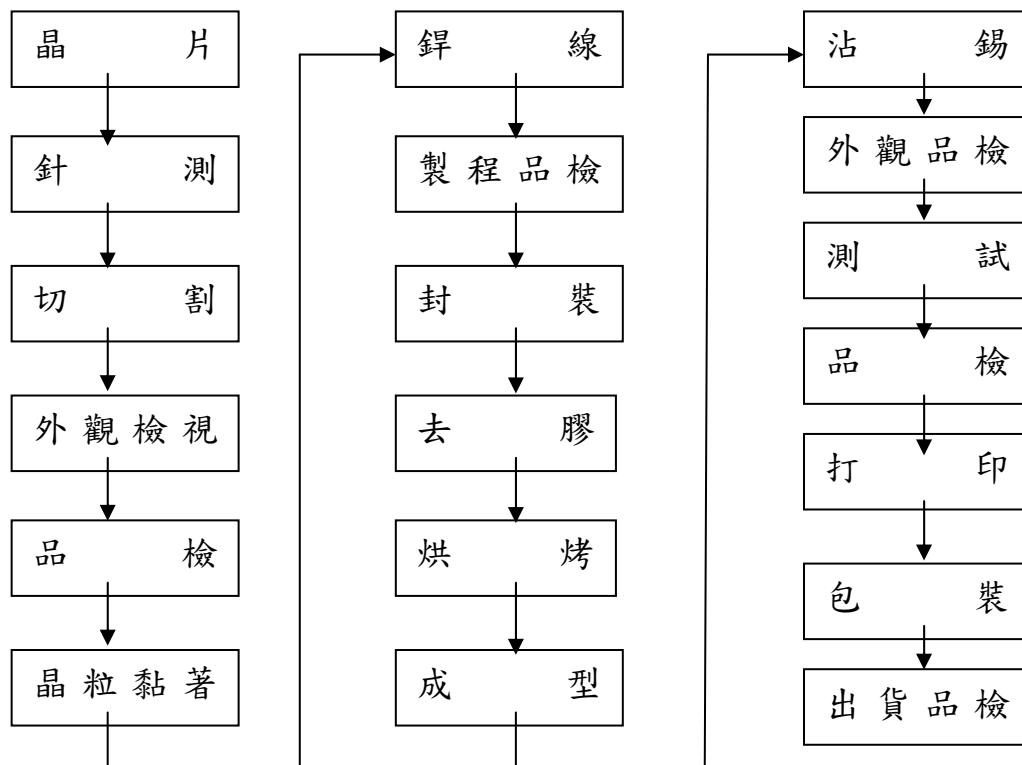 晶片
針測
切割
外觀檢視
品檢
晶粒黏著
銲線
製程品檢
封裝
去膠
烘烤
成型
沾錫
外觀品檢
測試
品檢
打印
包裝
出貨品檢